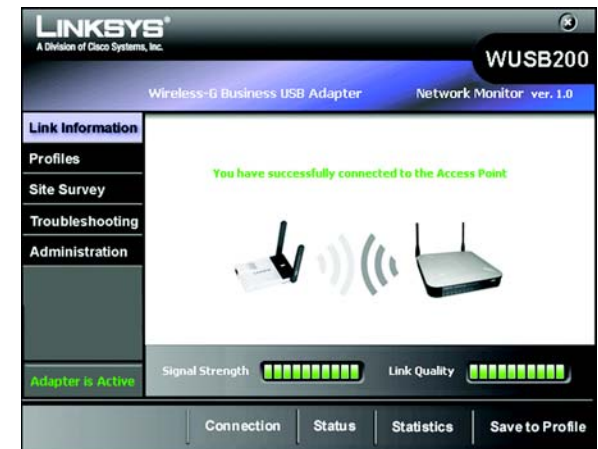 LINKSYS®
A Division of Cisco Systems, Inc.
WUSB200
Wireless-G Business USB Adapter
Network Monitor ver. 1.0
Link Information
Profiles
Site Survey
Troubleshooting
Administration
You have successfully connected to the Access Point
Adapter is Active
Signal Strength
Link Quality
Connection
Status
Statistics
Save to Profile